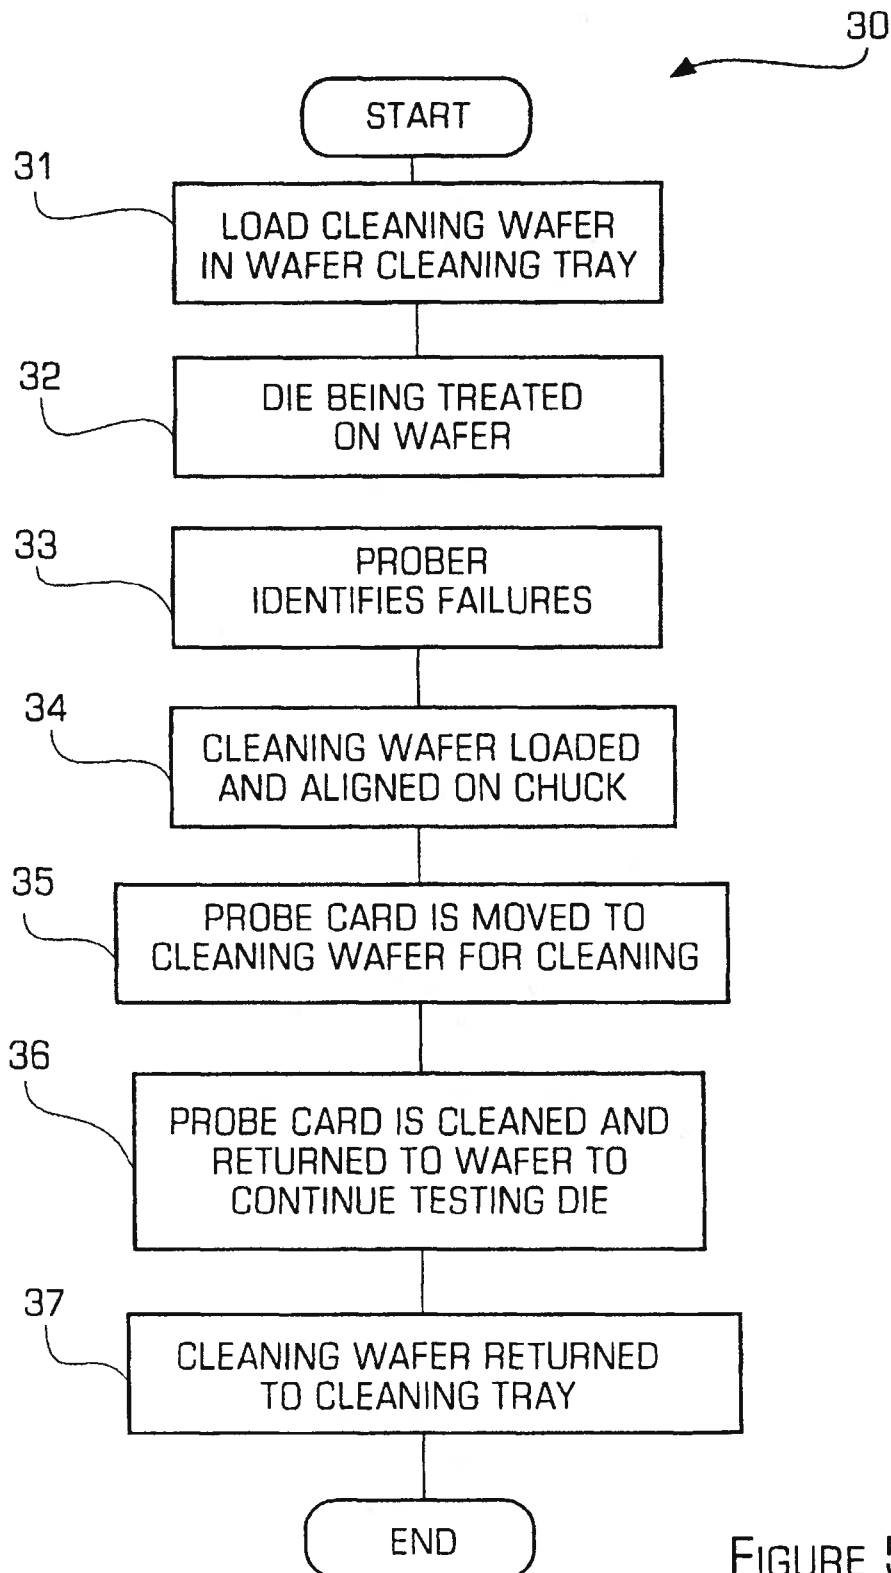 30
START
31
LOAD CLEANING WAFER
IN WAFER CLEANING TRAY
32
DIE BEING TREATED
ON WAFER
33
PROBER
IDENTIFIES FAILURES
34
CLEANING WAFER LOADED
AND ALIGNED ON CHUCK
35
PROBE CARD IS MOVED TO
CLEANING WAFER FOR CLEANING
36
PROBE CARD IS CLEANED AND
RETURNED TO WAFER TO
CONTINUE TESTING DIE
37
CLEANING WAFER RETURNED
TO CLEANING TRAY
END
FIGURE 5